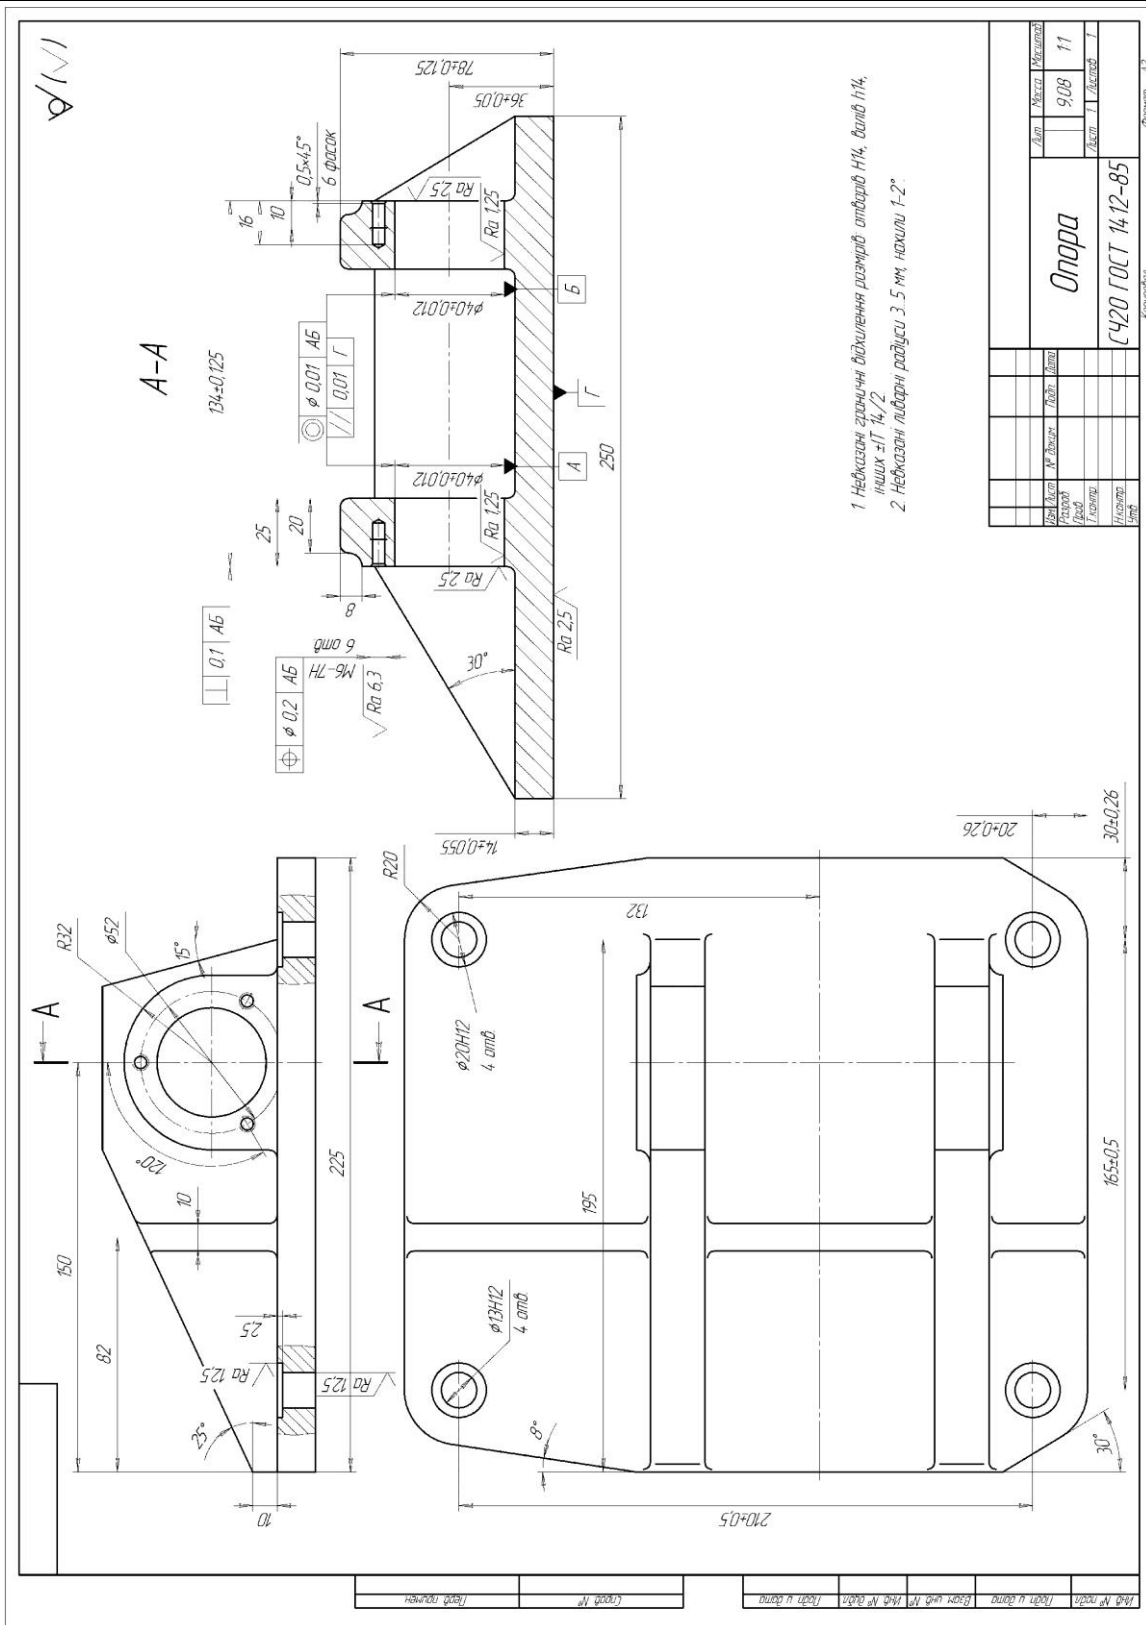 √(√)
A-A
134±0,125
⊥ 0,1 АБ
⌖ ⌀ 0,2 АБ
М6-7Н
6 отв
Ra 6,3
◎ ⌀ 0,01 АБ
// 0,01 Г
25
20
16
10
0,5×45°
6 фасок
78±0,125
36±0,05
8
30°
⌀40±0,012
⌀40±0,012
Ra 1,25
Ra 1,25
Ra 2,5
Ra 2,5
Ra 2,5
А
Б
Г
250
14±0,055
А
А
R32
⌀52
15°
120°
10
150
82
225
2,5
Ra 12,5
Ra 12,5
25°
10
R20
132
⌀20H12
4 отв.
195
⌀13H12
4 отв.
8°
30°
210±0,5
165±0,5
30±0,26
20±0,26
1. Невказані граничні відхилення розмірів: отворів Н14, валів h14,
інших ±IT 14/2.
2. Невказані ливарні радіуси 3..5 мм, нахили 1-2°.
Опора
СЧ20 ГОСТ 1412-85
Лит. Масса Масштаб
9,08 1:1
Лист 1 Листов 1
Изм. Лист № докум. Подп. Дата
Разраб.
Пров.
Т.контр.
Н.контр.
Утв.
Копировал
Формат А3
Перв. примен.
Справ. №
Подп. и дата
Инв. № дубл.
Взам. инв. №
Подп. и дата
Инв. № подл.